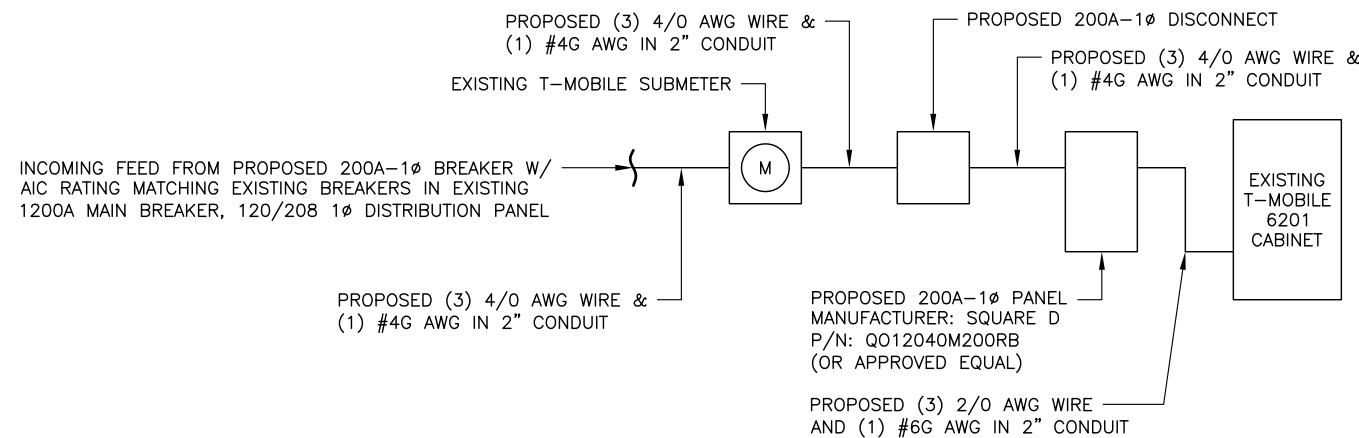 PROPOSED (3) 4/0 AWG WIRE &
(1) #4G AWG IN 2" CONDUIT
PROPOSED 200A-1ø DISCONNECT
PROPOSED (3) 4/0 AWG WIRE &
(1) #4G AWG IN 2" CONDUIT
EXISTING T-MOBILE SUBMETER
INCOMING FEED FROM PROPOSED 200A-1ø BREAKER W/
AIC RATING MATCHING EXISTING BREAKERS IN EXISTING
1200A MAIN BREAKER, 120/208 1ø DISTRIBUTION PANEL
M
EXISTING
T-MOBILE
6201
CABINET
PROPOSED (3) 4/0 AWG WIRE &
(1) #4G AWG IN 2" CONDUIT
PROPOSED 200A-1ø PANEL
MANUFACTURER: SQUARE D
P/N: QO12040M200RB
(OR APPROVED EQUAL)
PROPOSED (3) 2/0 AWG WIRE
AND (1) #6G AWG IN 2" CONDUIT